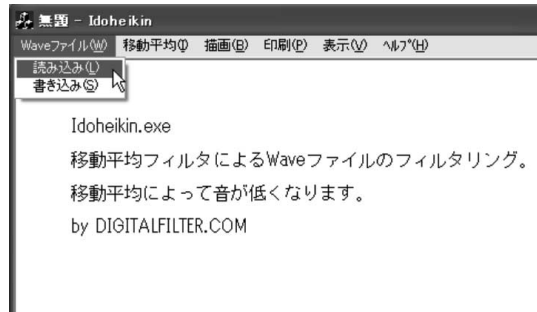 無題 - Idoheikin
Waveファイル(W) 移動平均(I) 描画(B) 印刷(P) 表示(V) ﾍﾙﾌﾟ(H)
読み込み(L)
書き込み(S)
Idoheikin.exe
移動平均フィルタによるWaveファイルのフィルタリング。
移動平均によって音が低くなります。
by DIGITALFILTER.COM